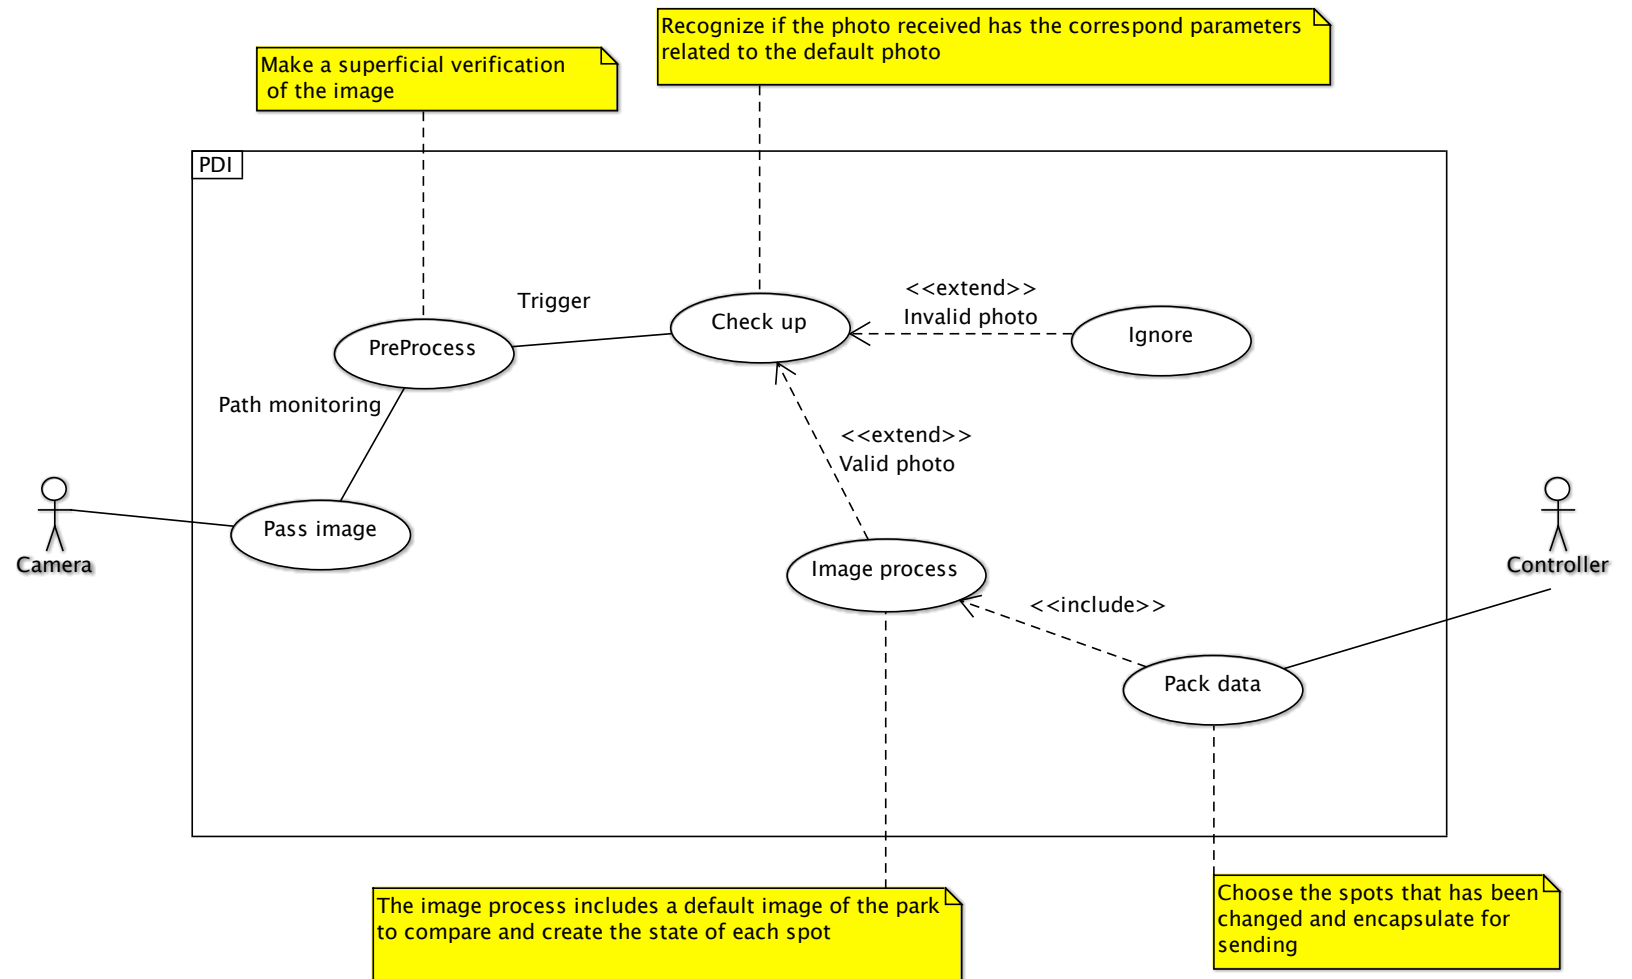 Recognize if the photo received has the correspond parameters
related to the default photo
Make a superficial verification
of the image
PDI
Trigger
<<extend>>
Invalid photo
Check up
Ignore
PreProcess
Path monitoring
<<extend>>
Valid photo
Pass image
Camera
Controller
Image process
<<include>>
Pack data
The image process includes a default image of the park
to compare and create the state of each spot
Choose the spots that has been
changed and encapsulate for
sending